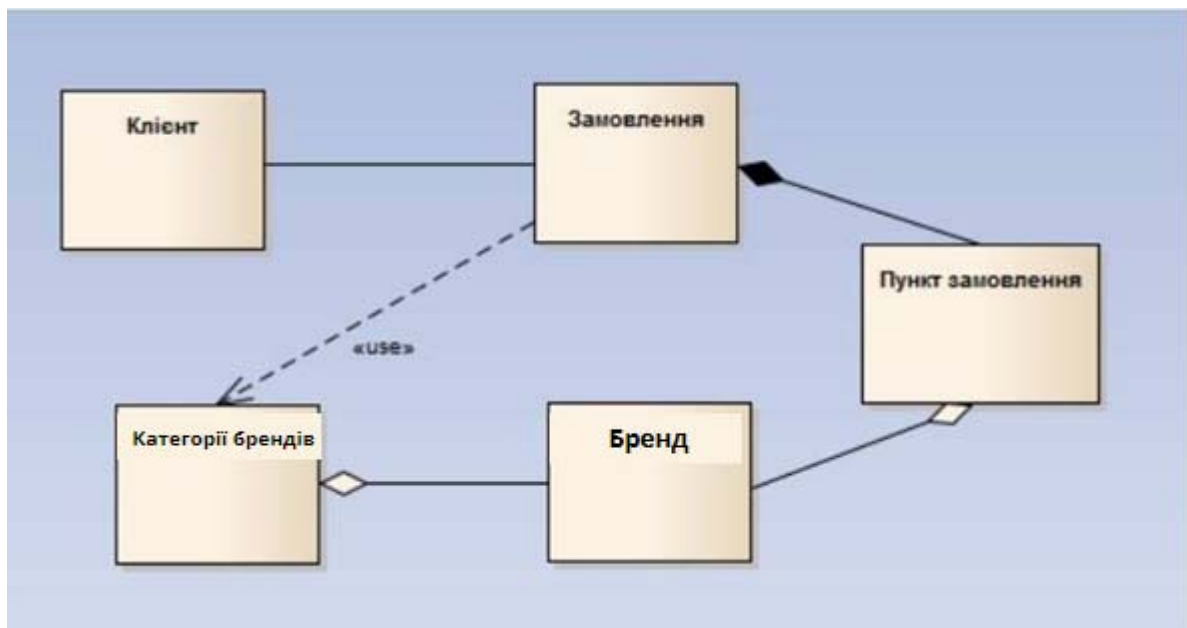 Клієнт
Замовлення
Пункт замовлення
«use»
Категорії брендів
Бренд